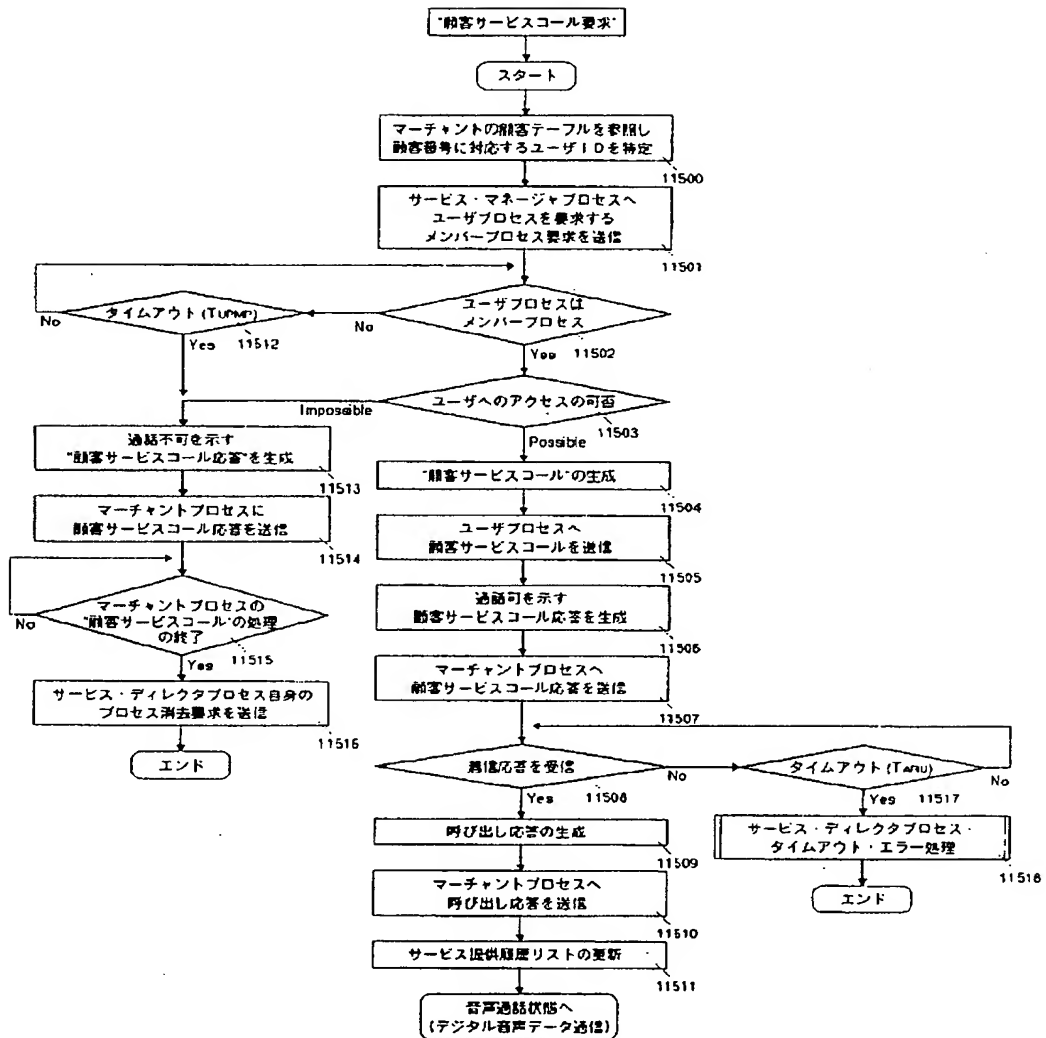 "顧客サービスコール要求"
スタート
マーチャントの顧客テーブルを参照し
顧客番号に対応するユーザIDを特定
11500
サービス・マネージャプロセスへ
ユーザプロセスを要求する
メンバープロセス要求を送信
11501
ユーザプロセスは
メンバープロセス
11502
No
Yes
タイムアウト(TUPMP)
11512
No
Yes
ユーザへのアクセスの可否
11503
Impossible
Possible
通話不可を示す
"顧客サービスコール応答"を生成
11513
マーチャントプロセスに
顧客サービスコール応答を送信
11514
マーチャントプロセスの
"顧客サービスコール"の処理
の終了
11515
No
Yes
サービス・ディレクタプロセス自身の
プロセス消去要求を送信
11516
エンド
"顧客サービスコール"の生成
11504
ユーザプロセスへ
顧客サービスコールを送信
11505
通話可を示す
顧客サービスコール応答を生成
11506
マーチャントプロセスへ
顧客サービスコール応答を送信
11507
着信応答を受信
11508
No
Yes
タイムアウト(TARU)
11517
No
Yes
サービス・ディレクタプロセス・
タイムアウト・エラー処理
11518
エンド
呼び出し応答の生成
11509
マーチャントプロセスへ
呼び出し応答を送信
11510
サービス提供履歴リストの更新
11511
音声通話状態へ
(デジタル音声データ通信)